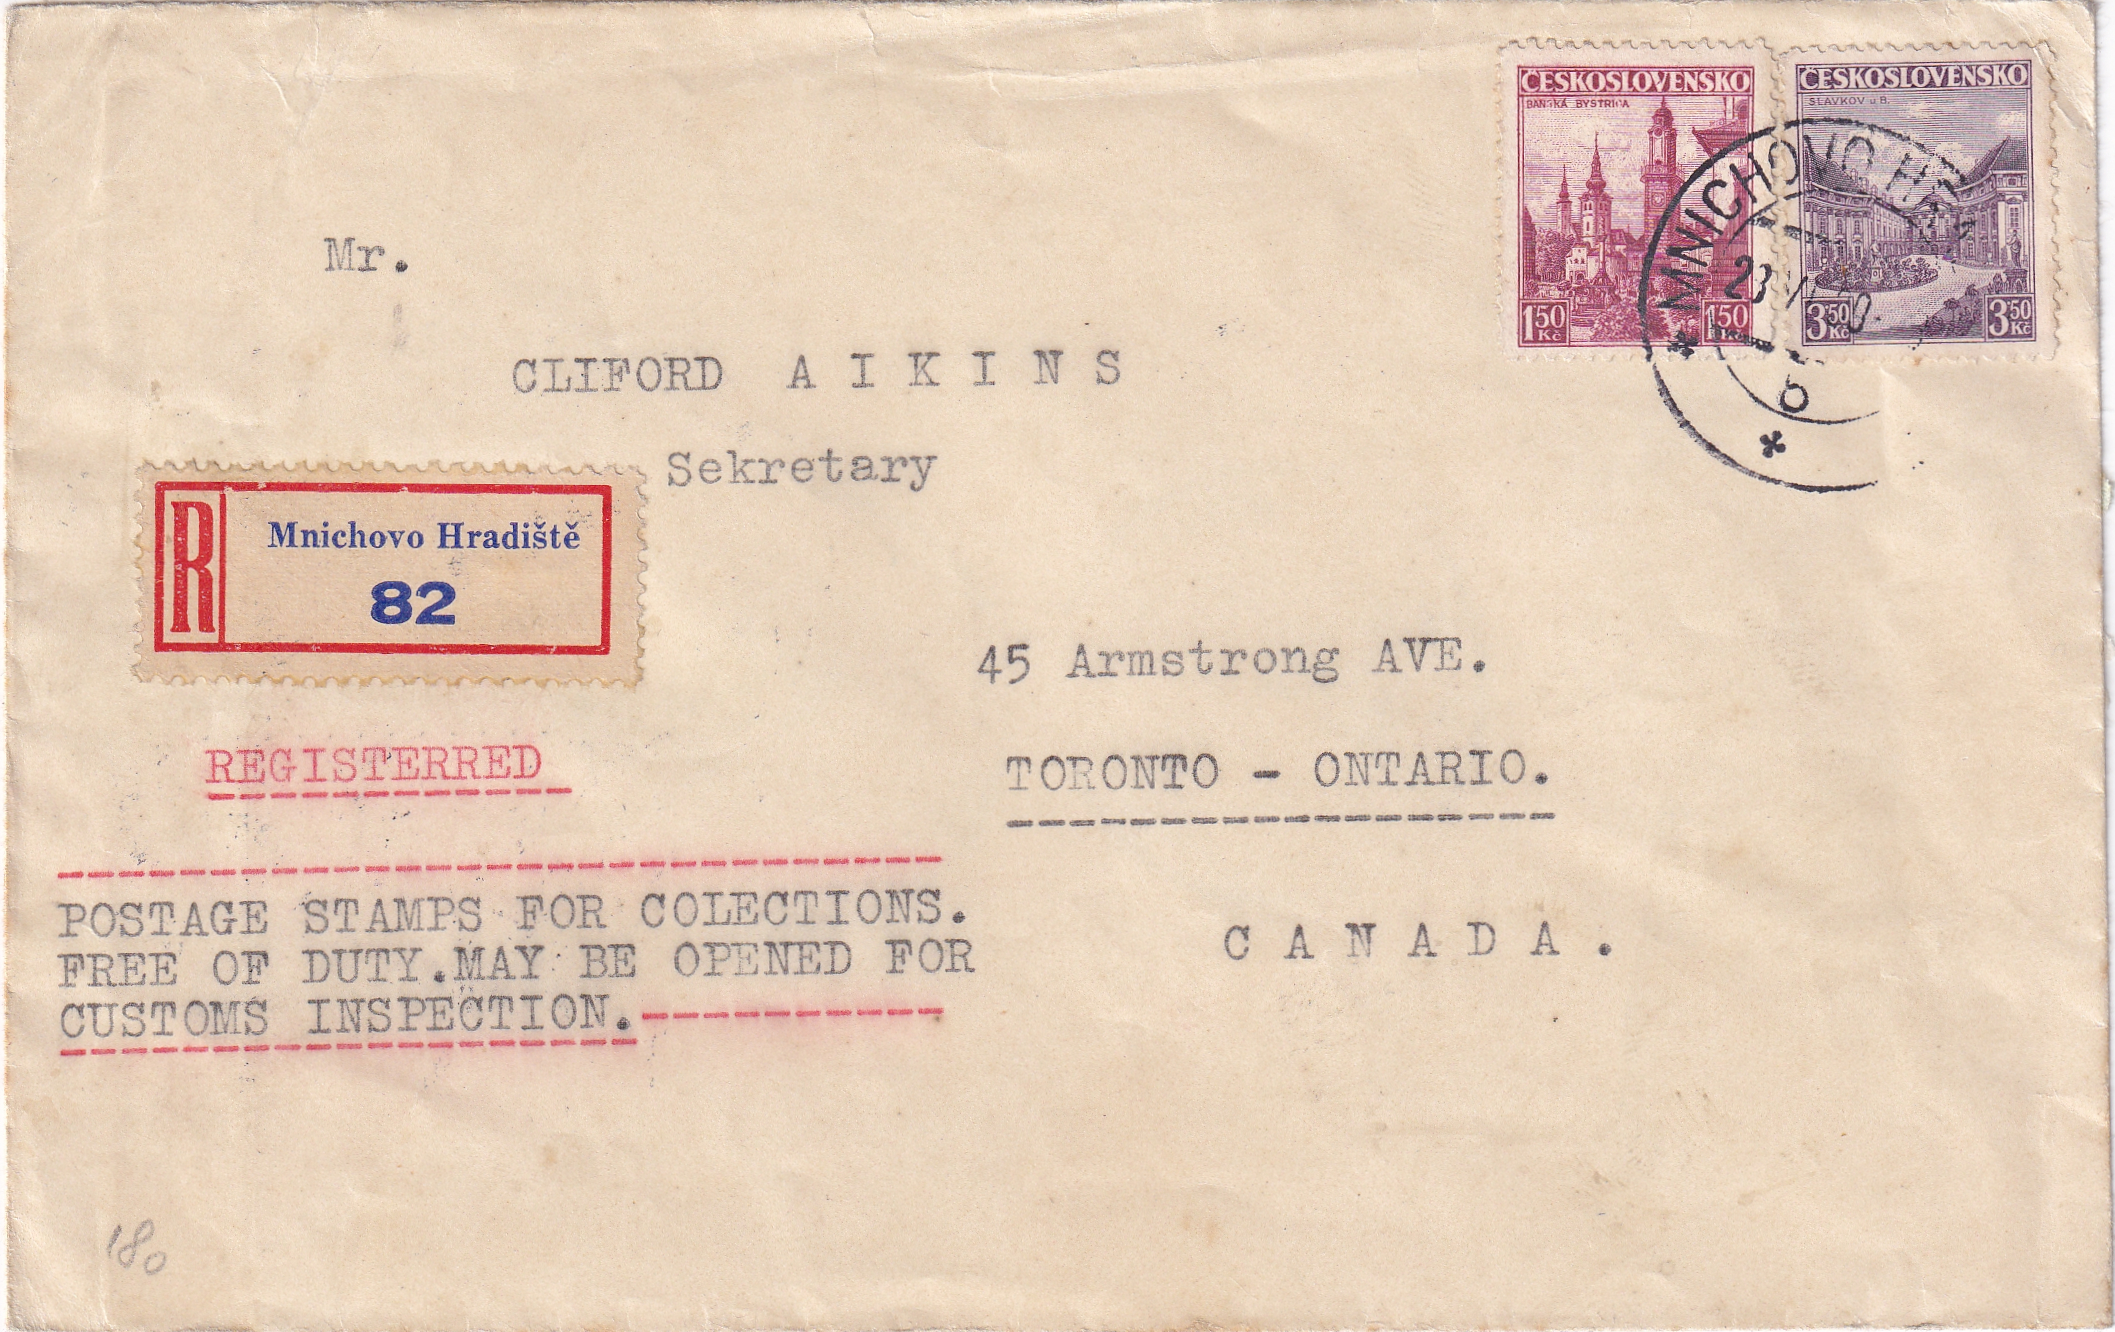 ČESKOSLOVENSKO
BANSKÁ BYSTRICA
1.50 Kč
1.50 Kč
ČESKOSLOVENSKO
SLAVKOV u B.
3.50 Kč
3.50 Kč
MNICHOVO
b
Mr.
CLIFORD A I K I N S
Sekretary
R
Mnichovo Hradiště
82
45 Armstrong AVE.
TORONTO - ONTARIO.
C A N A D A .
REGISTERRED
POSTAGE STAMPS FOR COLECTIONS.
FREE OF DUTY.MAY BE OPENED FOR
CUSTOMS INSPECTION.
180